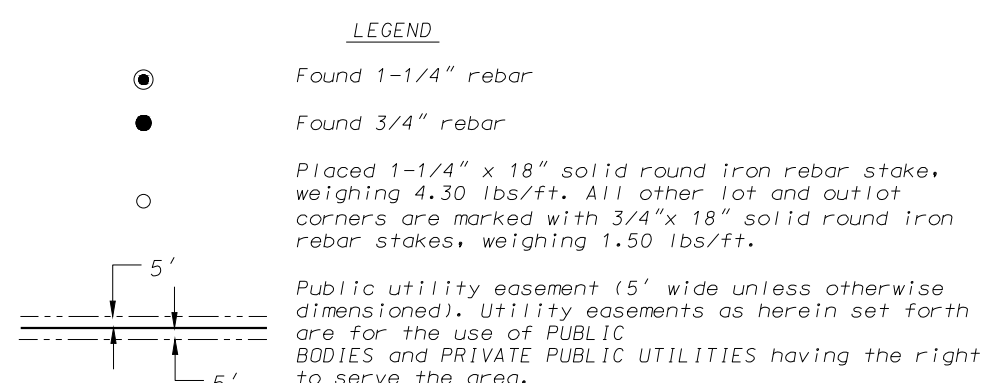 LEGEND
Found 1-1/4" rebar
Found 3/4" rebar
Placed 1-1/4" x 18" solid round iron rebar stake,
weighing 4.30 lbs/ft. All other lot and outlot
corners are marked with 3/4"x 18" solid round iron
rebar stakes, weighing 1.50 lbs/ft.
5'
Public utility easement (5' wide unless otherwise
dimensioned). Utility easements as herein set forth
are for the use of PUBLIC
BODIES and PRIVATE PUBLIC UTILITIES having the right
to serve the area.
5'